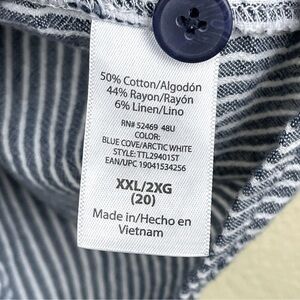 50% Cotton/Algodón
44% Rayon/Rayón
6% Linen/Lino
RN# 52469 48U
COLOR:
BLUE COVE/ARCTIC WHITE
STYLE: TTL29401ST
EAN/UPC 19041534256
XXL/2XG
(20)
Made in/Hecho en
Vietnam